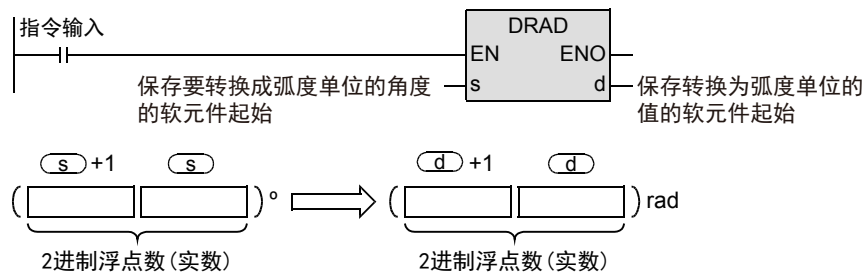 指令输入
DRAD
EN ENO
保存要转换成弧度单位的角度
的软元件起始
s d
保存转换为弧度单位的
值的软元件起始
s +1 s d +1 d
( )° ( ) rad
2进制浮点数(实数) 2进制浮点数(实数)